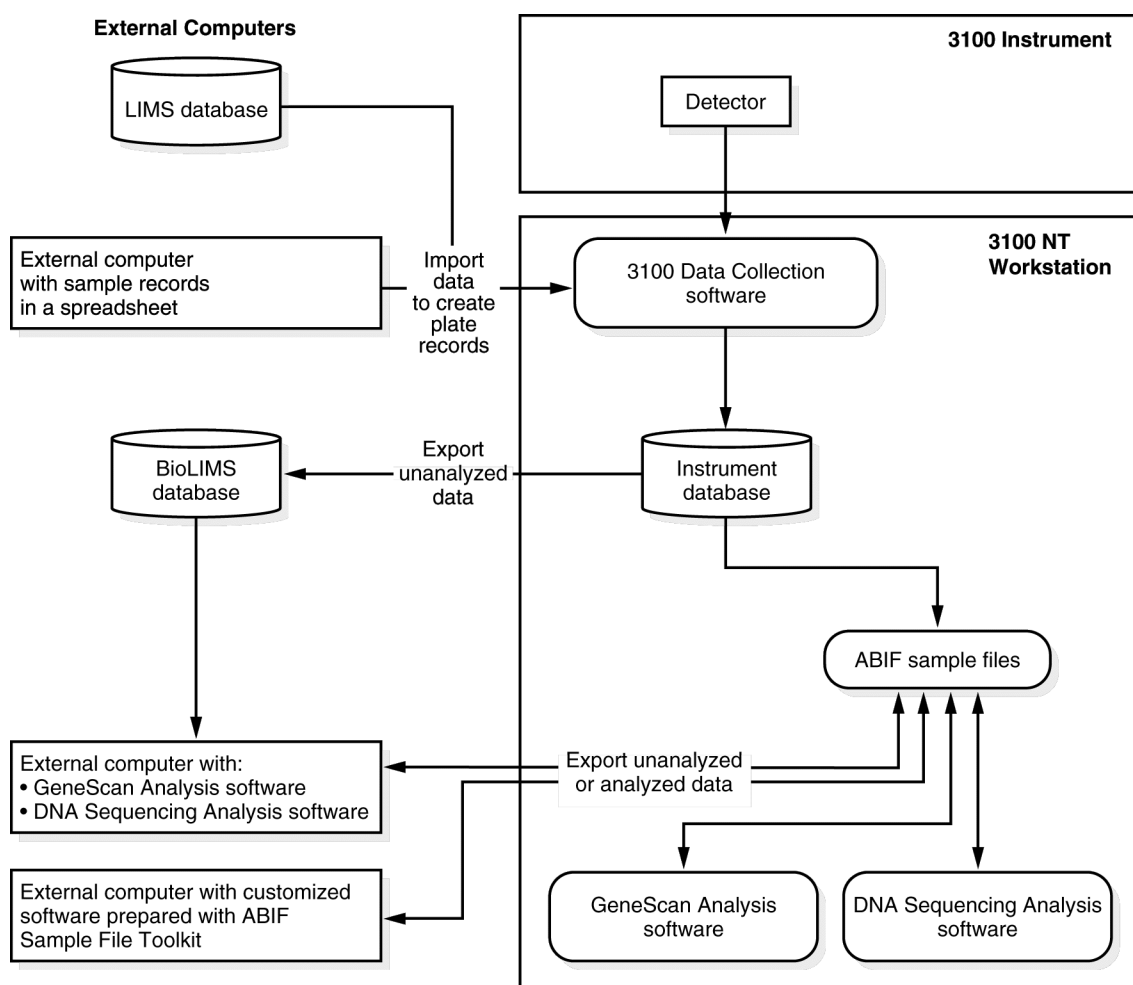 External Computers
LIMS database
3100 Instrument
Detector
External computer
with sample records
in a spreadsheet
Import
data
to create
plate
records
3100 NT
Workstation
3100 Data Collection
software
BioLIMS
database
Export
unanalyzed
data
Instrument
database
ABIF sample files
External computer with:
• GeneScan Analysis software
• DNA Sequencing Analysis software
Export unanalyzed
or analyzed data
External computer with customized
software prepared with ABIF
Sample File Toolkit
GeneScan Analysis
software
DNA Sequencing Analysis
software